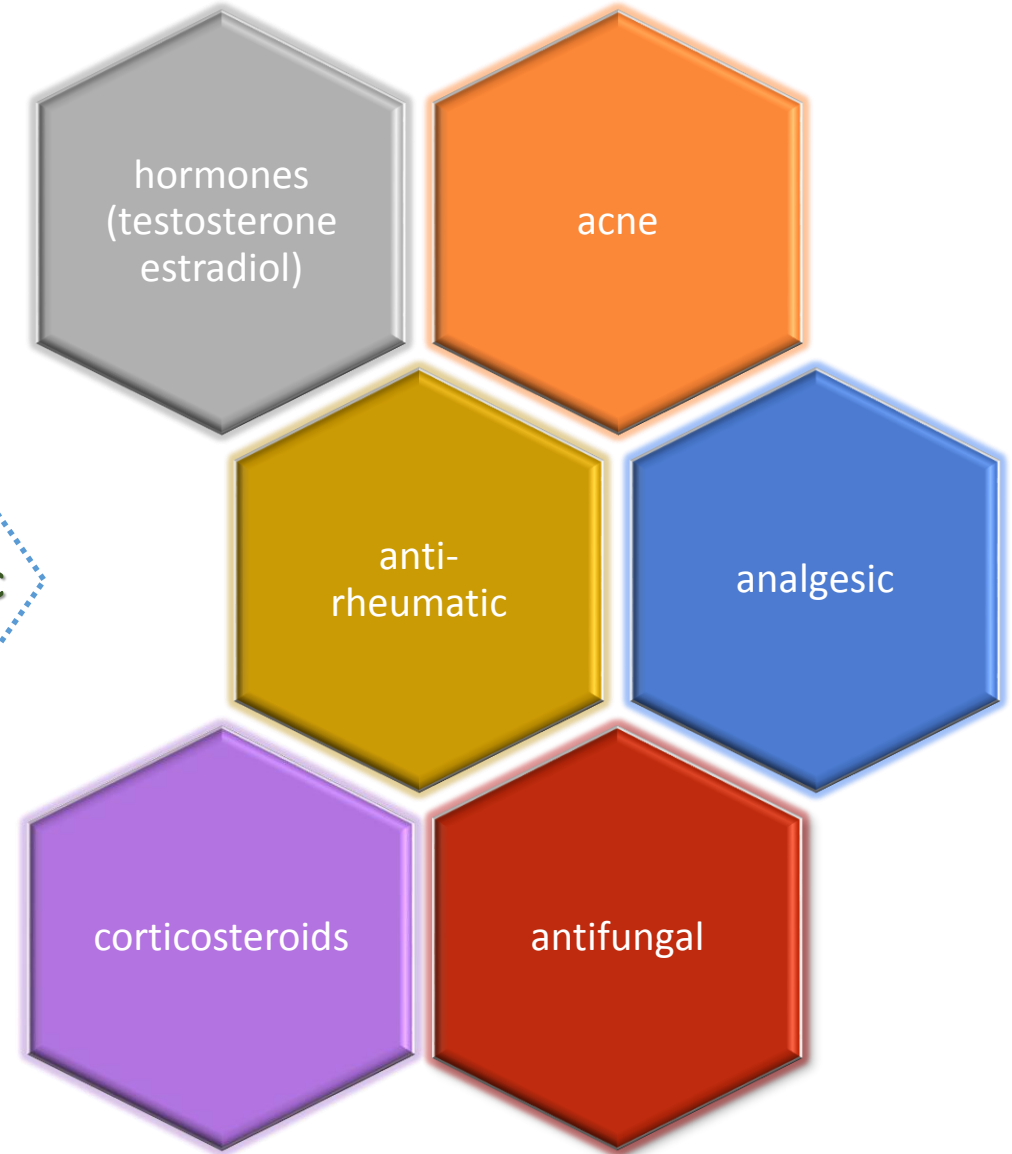 hormones
(testosterone
estradiol)
acne
anti-
rheumatic
analgesic
corticosteroids
antifungal